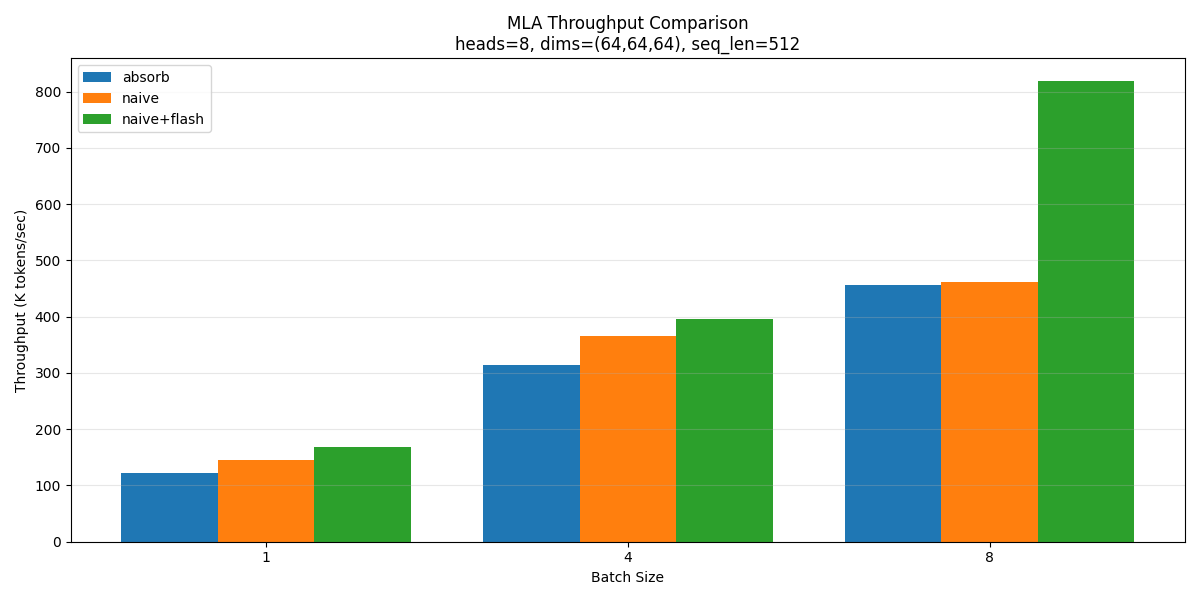 MLA Throughput Comparison
heads=8, dims=(64,64,64), seq_len=512
absorb
naive
naive+flash
Throughput (K tokens/sec)
800
700
600
500
400
300
200
100
0
1 4 8
Batch Size